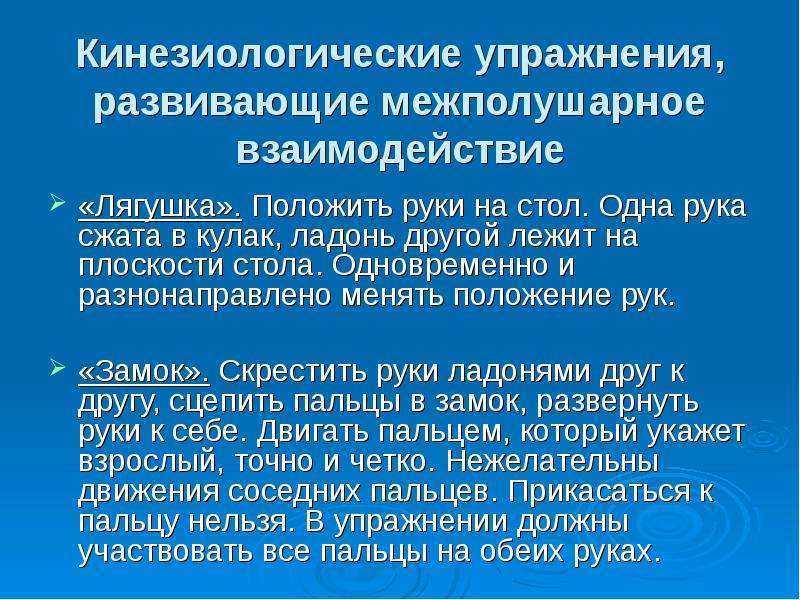 Кинезиологические упражнения,
развивающие межполушарное
взаимодействие
«Лягушка». Положить руки на стол. Одна рука
сжата в кулак, ладонь другой лежит на
плоскости стола. Одновременно и
разнонаправлено менять положение рук.
«Замок». Скрестить руки ладонями друг к
другу, сцепить пальцы в замок, развернуть
руки к себе. Двигать пальцем, который укажет
взрослый, точно и четко. Нежелательны
движения соседних пальцев. Прикасаться к
пальцу нельзя. В упражнении должны
участвовать все пальцы на обеих руках.